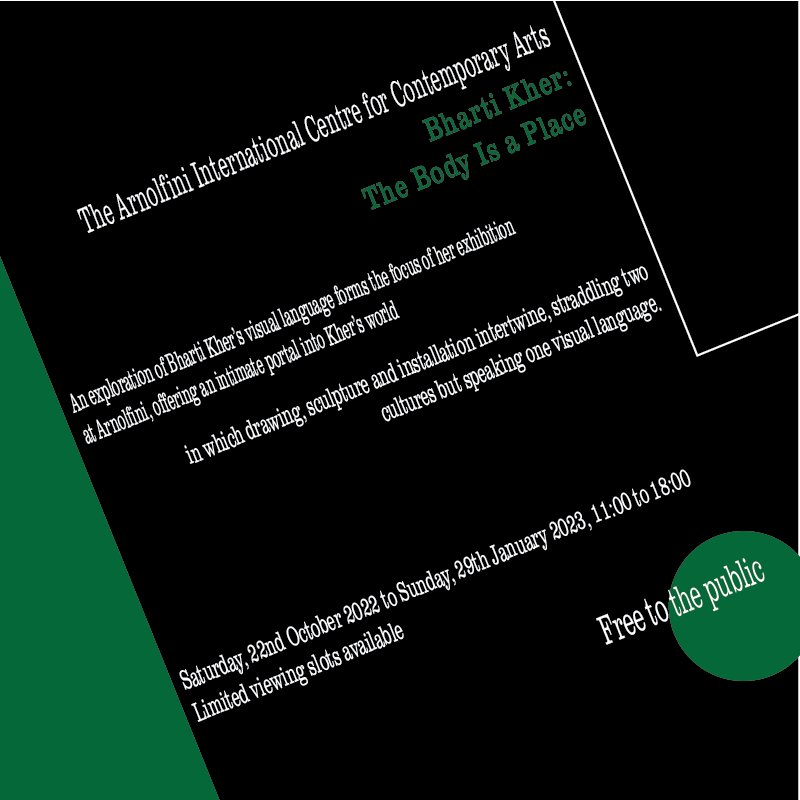 The Arnolfini International Centre for Contemporary Arts
Bharti Kher:
The Body Is a Place
An exploration of Bharti Kher's visual language forms the focus of her exhibition
at Arnolfini, offering an intimate portal into Kher's world
in which drawing, sculpture and installation intertwine, straddling two
cultures but speaking one visual language.
Saturday, 22nd October 2022 to Sunday, 29th January 2023, 11:00 to 18:00
Limited viewing slots available
Free to the public